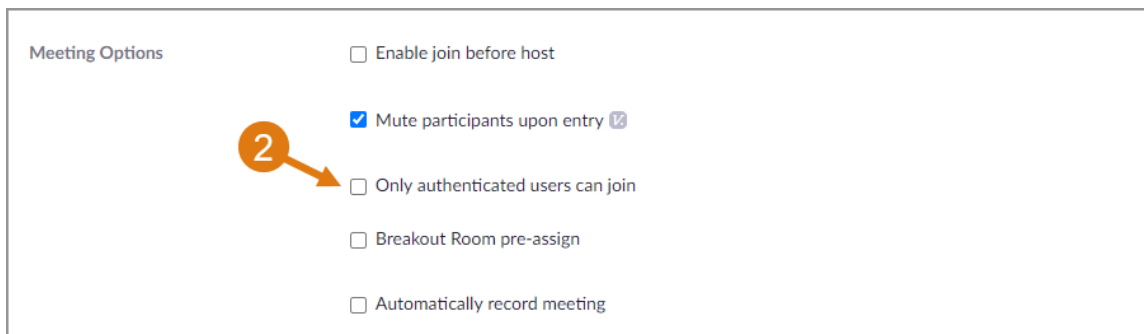 Meeting Options
Enable join before host
Mute participants upon entry
2
Only authenticated users can join
Breakout Room pre-assign
Automatically record meeting